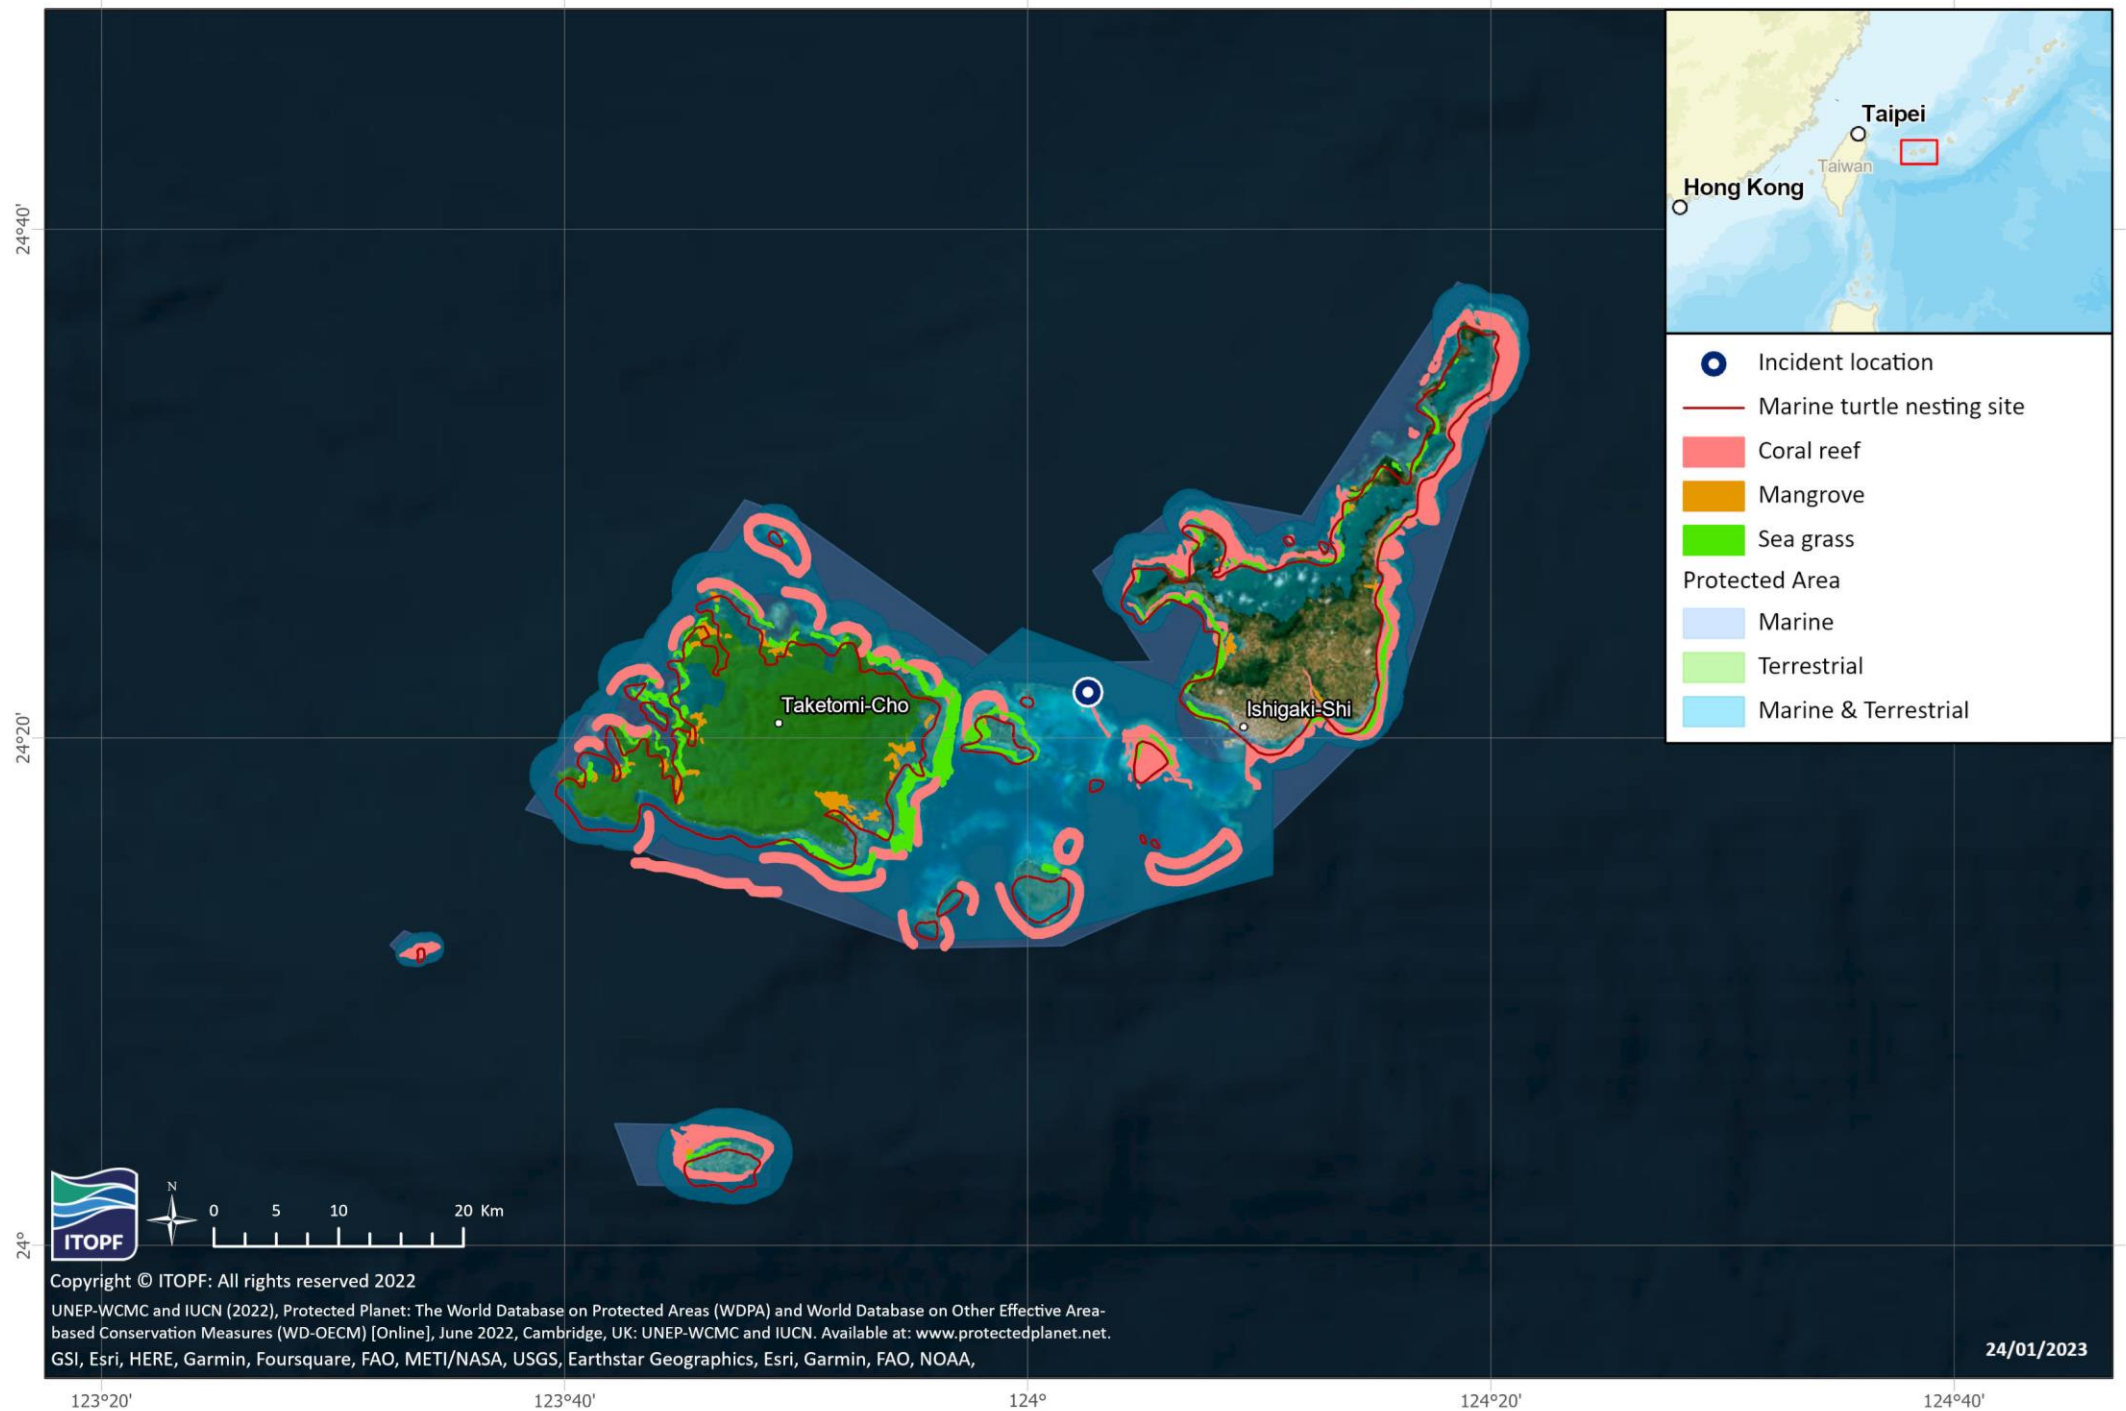 Taipei
Taiwan
Hong Kong
Incident location
Marine turtle nesting site
Coral reef
Mangrove
Sea grass
Protected Area
Marine
Terrestrial
Marine & Terrestrial
24°40'
24°20'
24°
Taketomi-Cho
Ishigaki-Shi
N
0 5 10 20 Km
ITOPF
Copyright © ITOPF: All rights reserved 2022
UNEP-WCMC and IUCN (2022), Protected Planet: The World Database on Protected Areas (WDPA) and World Database on Other Effective Area-
based Conservation Measures (WD-OECM) [Online], June 2022, Cambridge, UK: UNEP-WCMC and IUCN. Available at: www.protectedplanet.net.
GSI, Esri, HERE, Garmin, Foursquare, FAO, METI/NASA, USGS, Earthstar Geographics, Esri, Garmin, FAO, NOAA,
24/01/2023
123°20' 123°40' 124° 124°20' 124°40'